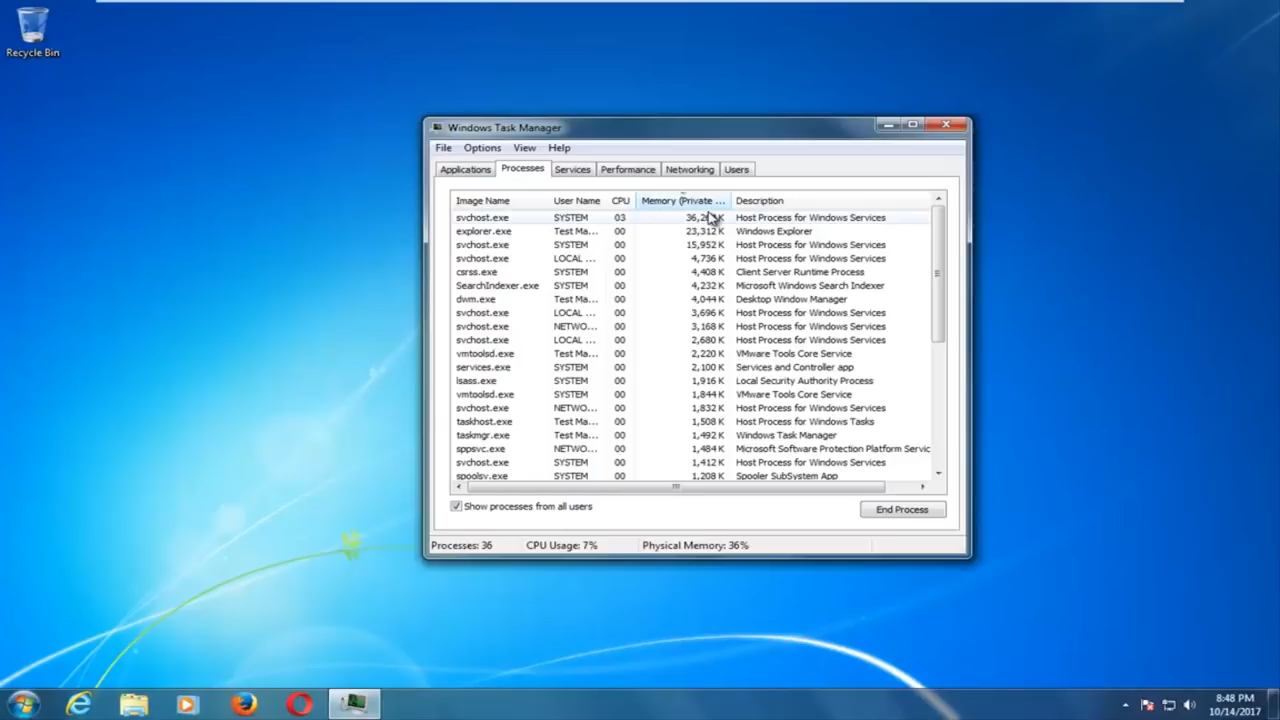 Recycle Bin
Windows Task Manager
File Options View Help
Applications Processes Services Performance Networking Users
Image Name User Name CPU Memory (Private ... Description
svchost.exe SYSTEM 03 Host Process for Windows Services
explorer.exe Test Ma... 00 23,312 K Windows Explorer
svchost.exe SYSTEM 00 15,952 K Host Process for Windows Services
svchost.exe LOCAL ... 00 4,736 K Host Process for Windows Services
csrss.exe SYSTEM 00 4,408 K Client Server Runtime Process
SearchIndexer.exe SYSTEM 00 4,232 K Microsoft Windows Search Indexer
dwm.exe Test Ma... 00 4,044 K Desktop Window Manager
svchost.exe LOCAL ... 00 3,696 K Host Process for Windows Services
svchost.exe NETWO... 00 3,168 K Host Process for Windows Services
svchost.exe LOCAL ... 00 2,680 K Host Process for Windows Services
vmtoolsd.exe Test Ma... 00 2,220 K VMware Tools Core Service
services.exe SYSTEM 00 2,100 K Services and Controller app
lsass.exe SYSTEM 00 1,916 K Local Security Authority Process
vmtoolsd.exe SYSTEM 00 1,844 K VMware Tools Core Service
svchost.exe NETWO... 00 1,832 K Host Process for Windows Services
taskhost.exe Test Ma... 00 1,508 K Host Process for Windows Tasks
taskmgr.exe Test Ma... 00 1,492 K Windows Task Manager
sppsvc.exe NETWO... 00 1,484 K Microsoft Software Protection Platform Servic
svchost.exe SYSTEM 00 1,412 K Host Process for Windows Services
spoolsv.exe SYSTEM 00 1,208 K Spooler SubSystem App
Show processes from all users
End Process
Processes: 36 CPU Usage: 7% Physical Memory: 36%
8:48 PM
10/14/2017